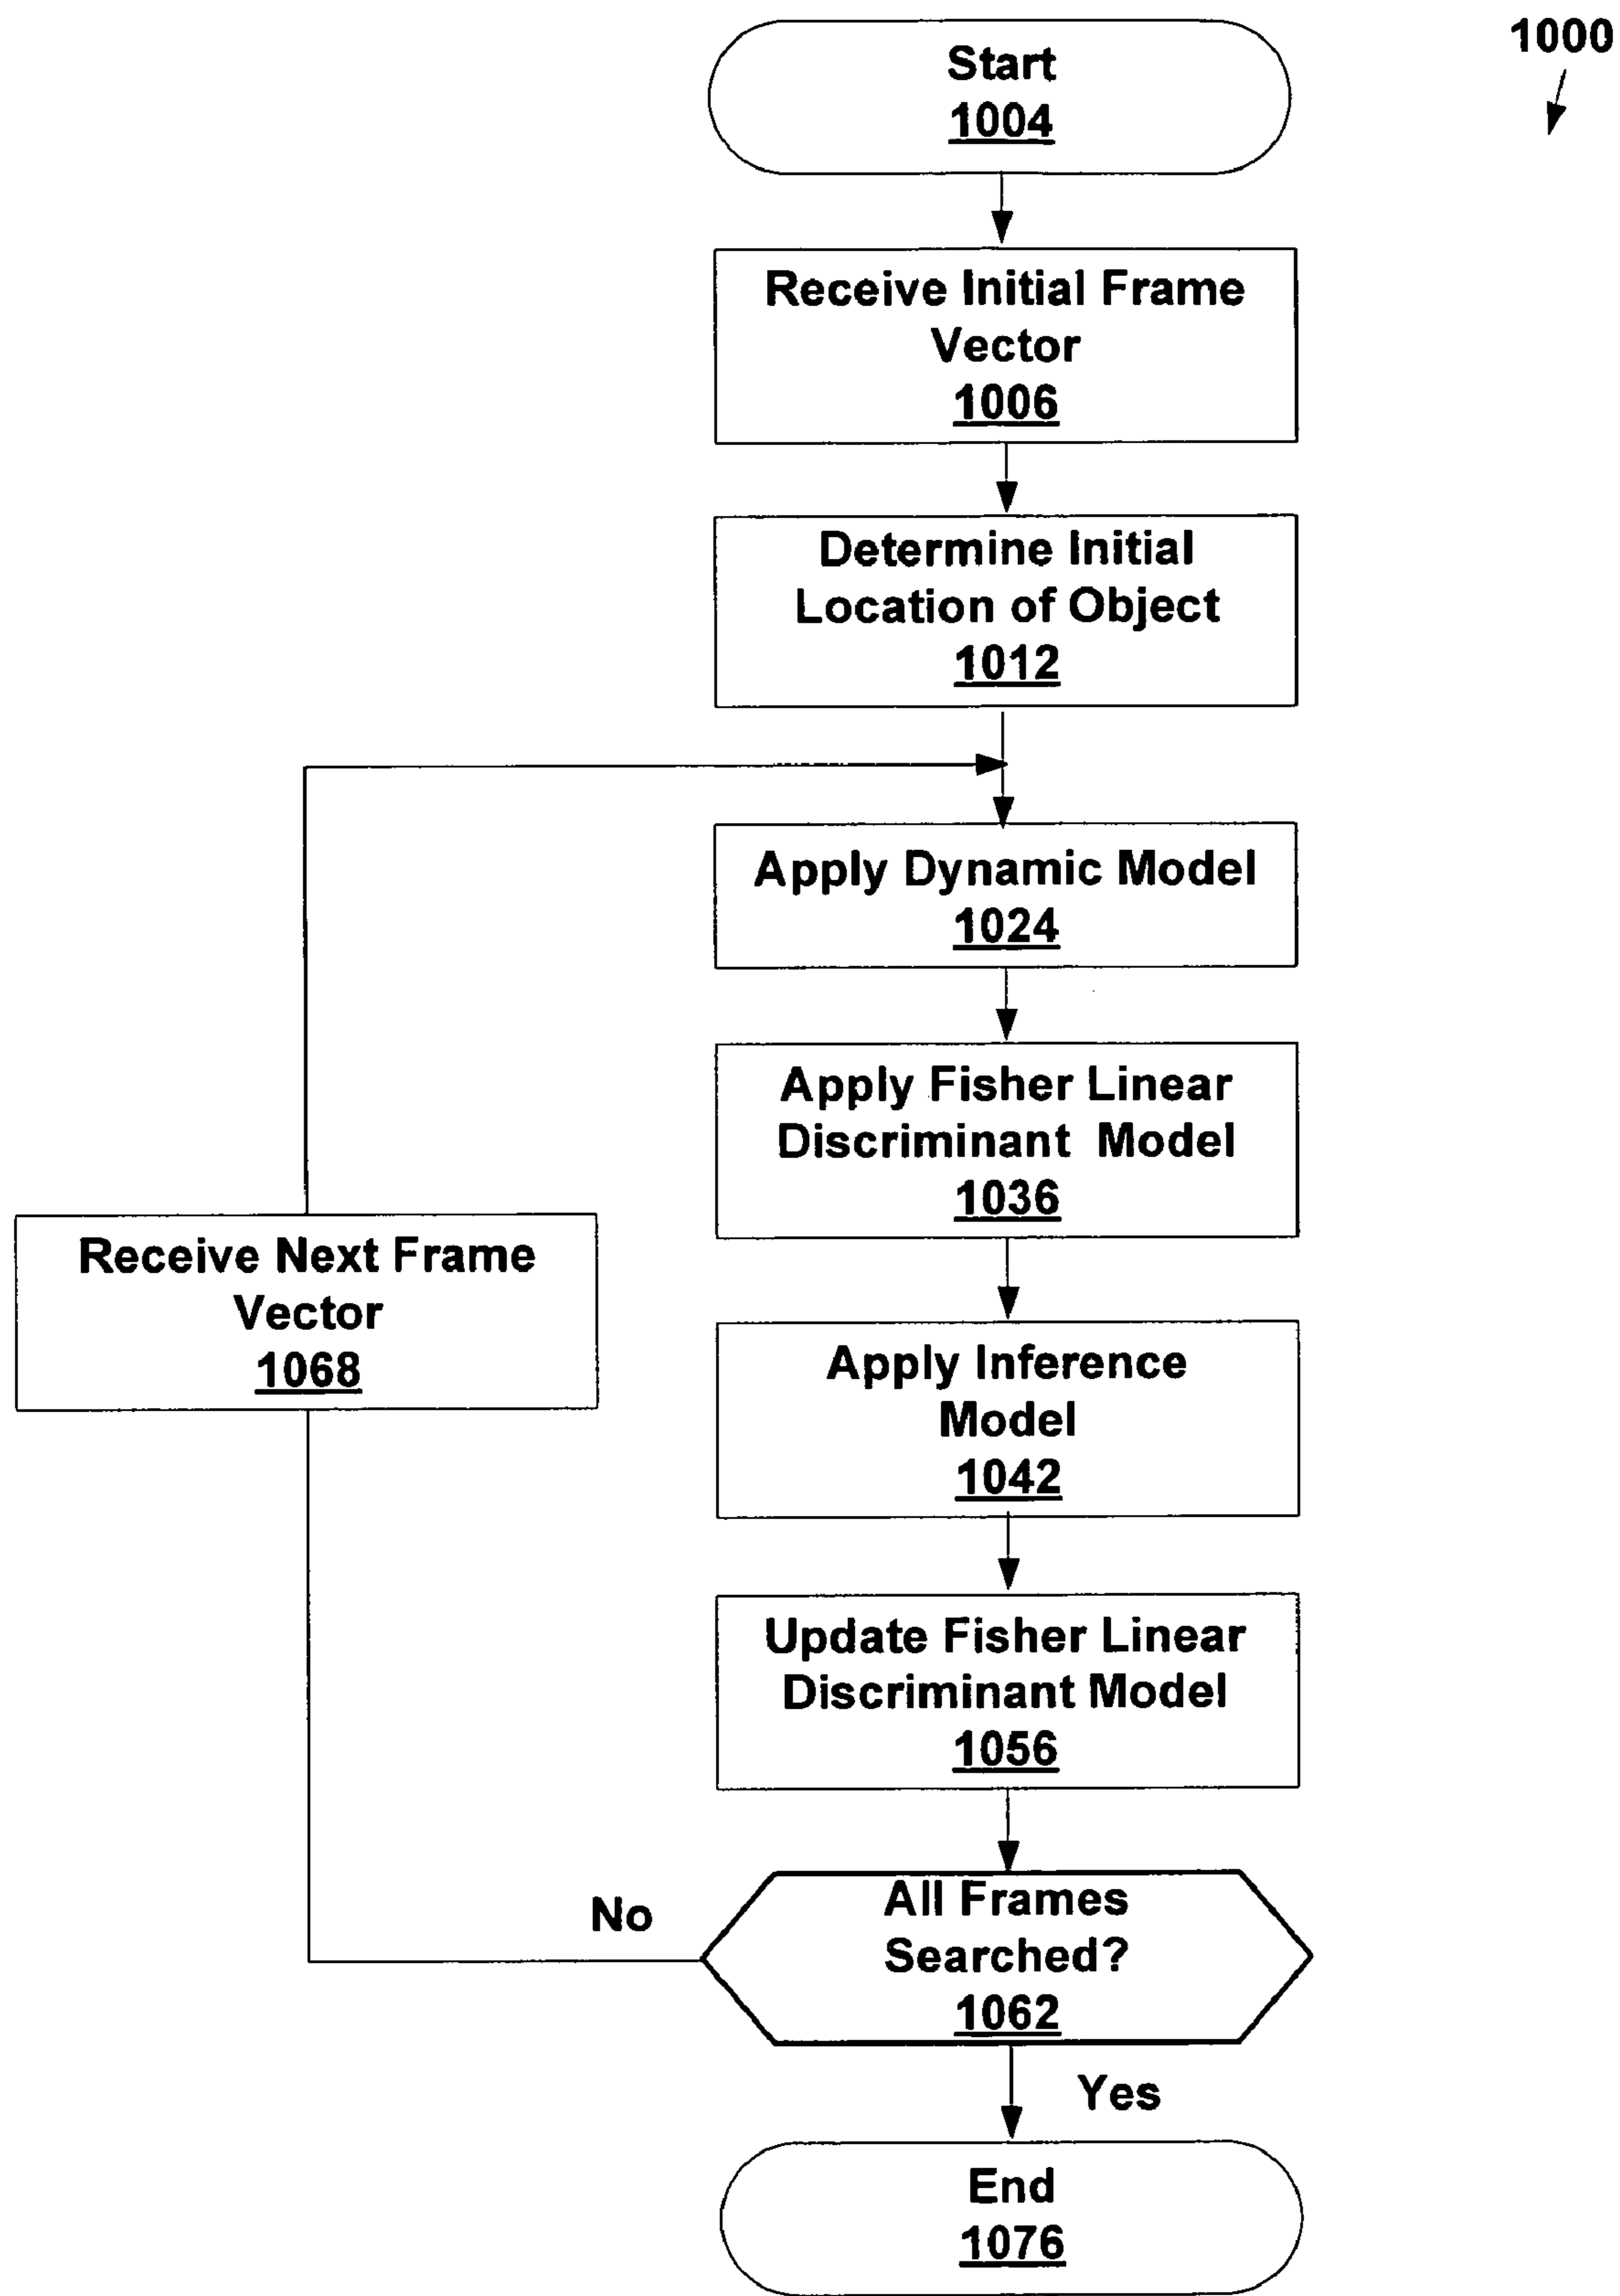 1000
Start
1004
Receive Initial Frame
Vector
1006
Determine Initial
Location of Object
1012
Apply Dynamic Model
1024
Apply Fisher Linear
Discriminant Model
1036
Receive Next Frame
Vector
1068
Apply Inference
Model
1042
Update Fisher Linear
Discriminant Model
1056
No
All Frames
Searched?
1062
Yes
End
1076